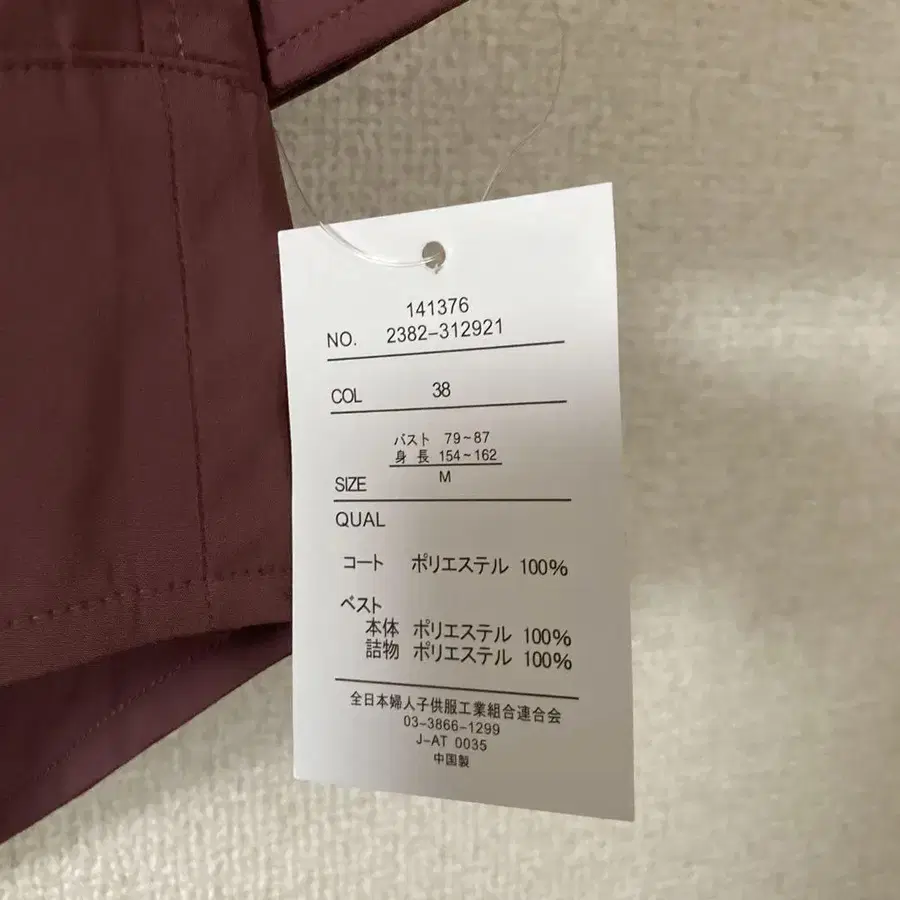 141376
NO. 2382-312921
COL 38
バスト 79~87
身長 154~162
SIZE M
QUAL
コート ポリエステル 100%
ベスト
本体 ポリエステル 100%
詰物 ポリエステル 100%
全日本婦人子供服工業組合連合会
03-3866-1299
J-AT 0035
中国製